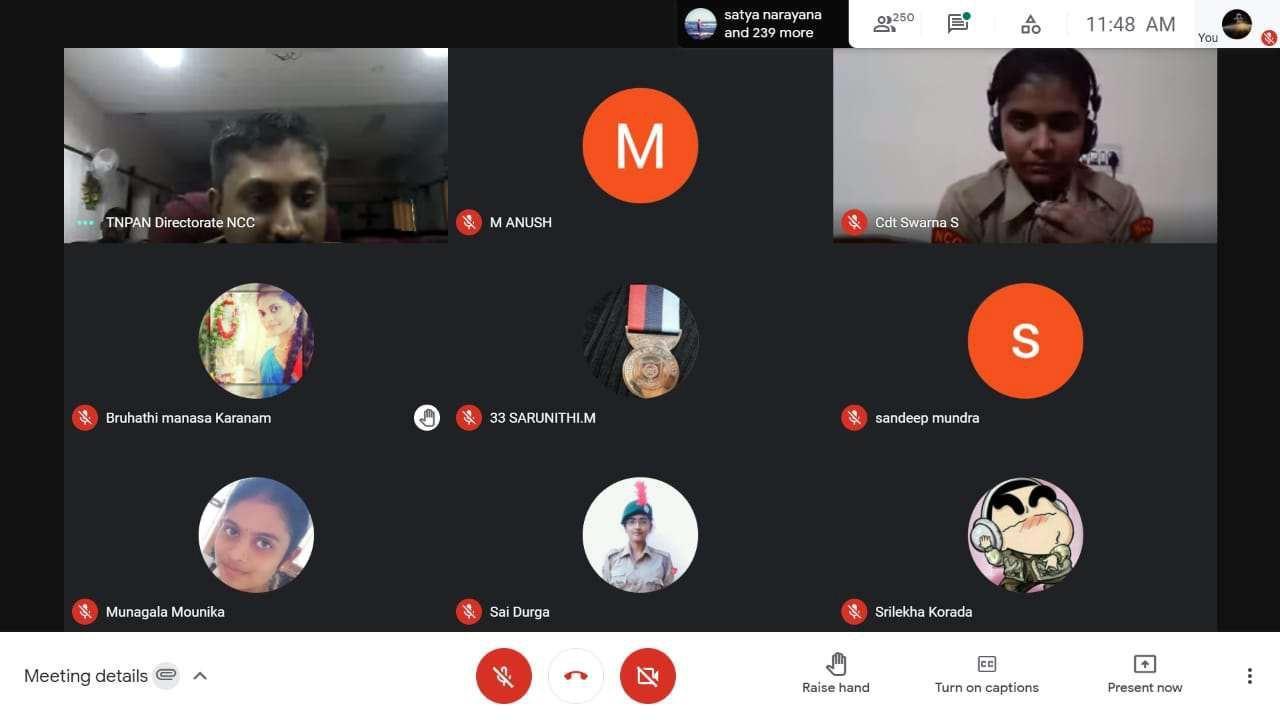 satya narayana
and 239 more
250
11:48 AM
You
TNPAN Directorate NCC
M
M ANUSH
NCC
Cdt Swarna S
Bruhathi manasa Karanam
33 SARUNITHI.M
S
sandeep mundra
Munagala Mounika
Sai Durga
Srilekha Korada
Meeting details
Raise hand
CC
Turn on captions
Present now